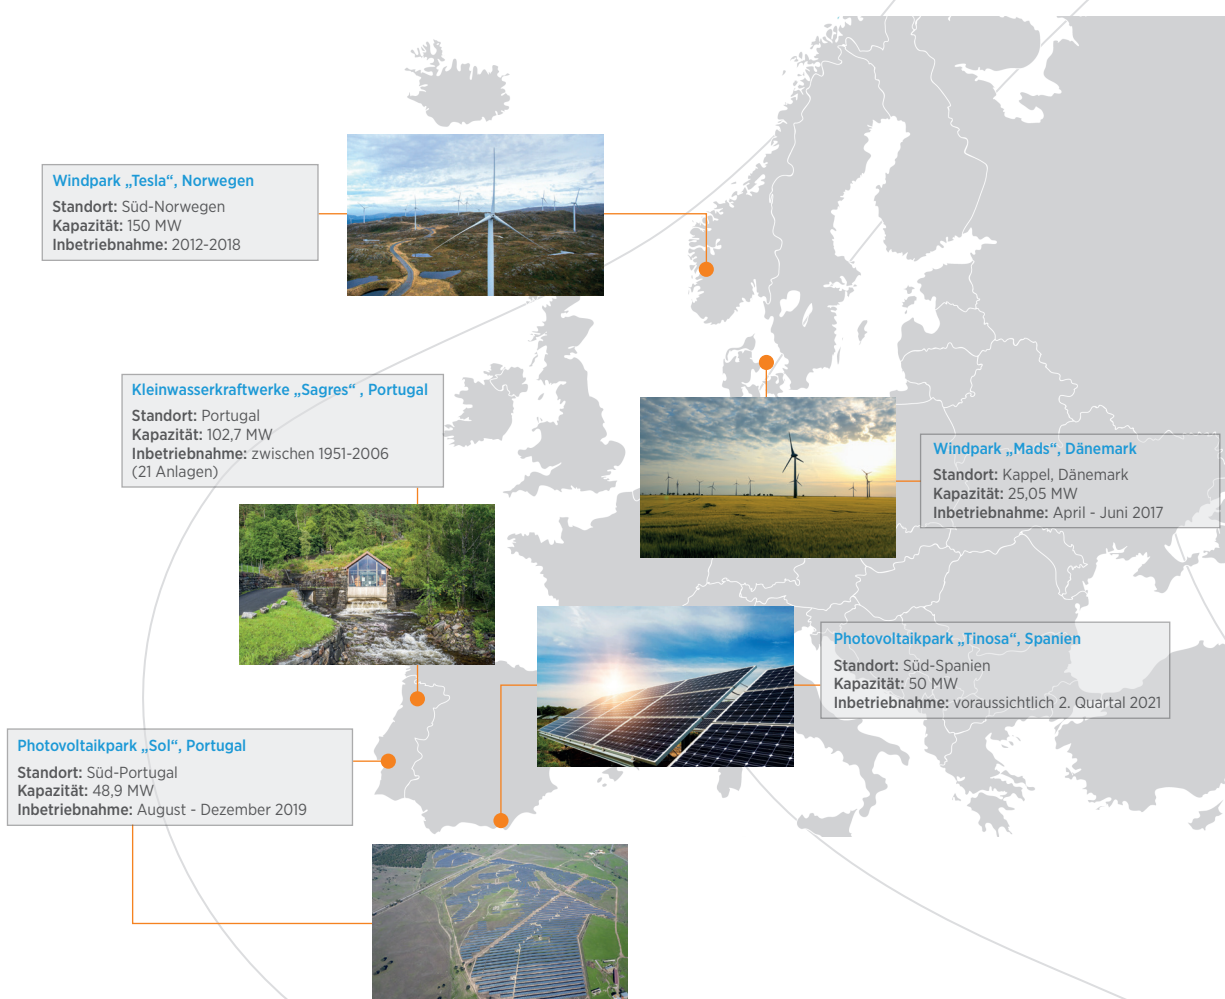 Windpark „Tesla“, Norwegen
Standort: Süd-Norwegen
Kapazität: 150 MW
Inbetriebnahme: 2012-2018
Kleinwasserkraftwerke „Sagres“ , Portugal
Standort: Portugal
Kapazität: 102,7 MW
Inbetriebnahme: zwischen 1951-2006
(21 Anlagen)
Windpark „Mads“, Dänemark
Standort: Kappel, Dänemark
Kapazität: 25,05 MW
Inbetriebnahme: April - Juni 2017
Photovoltaikpark „Tinosa“, Spanien
Standort: Süd-Spanien
Kapazität: 50 MW
Inbetriebnahme: voraussichtlich 2. Quartal 2021
Photovoltaikpark „Sol“, Portugal
Standort: Süd-Portugal
Kapazität: 48,9 MW
Inbetriebnahme: August - Dezember 2019